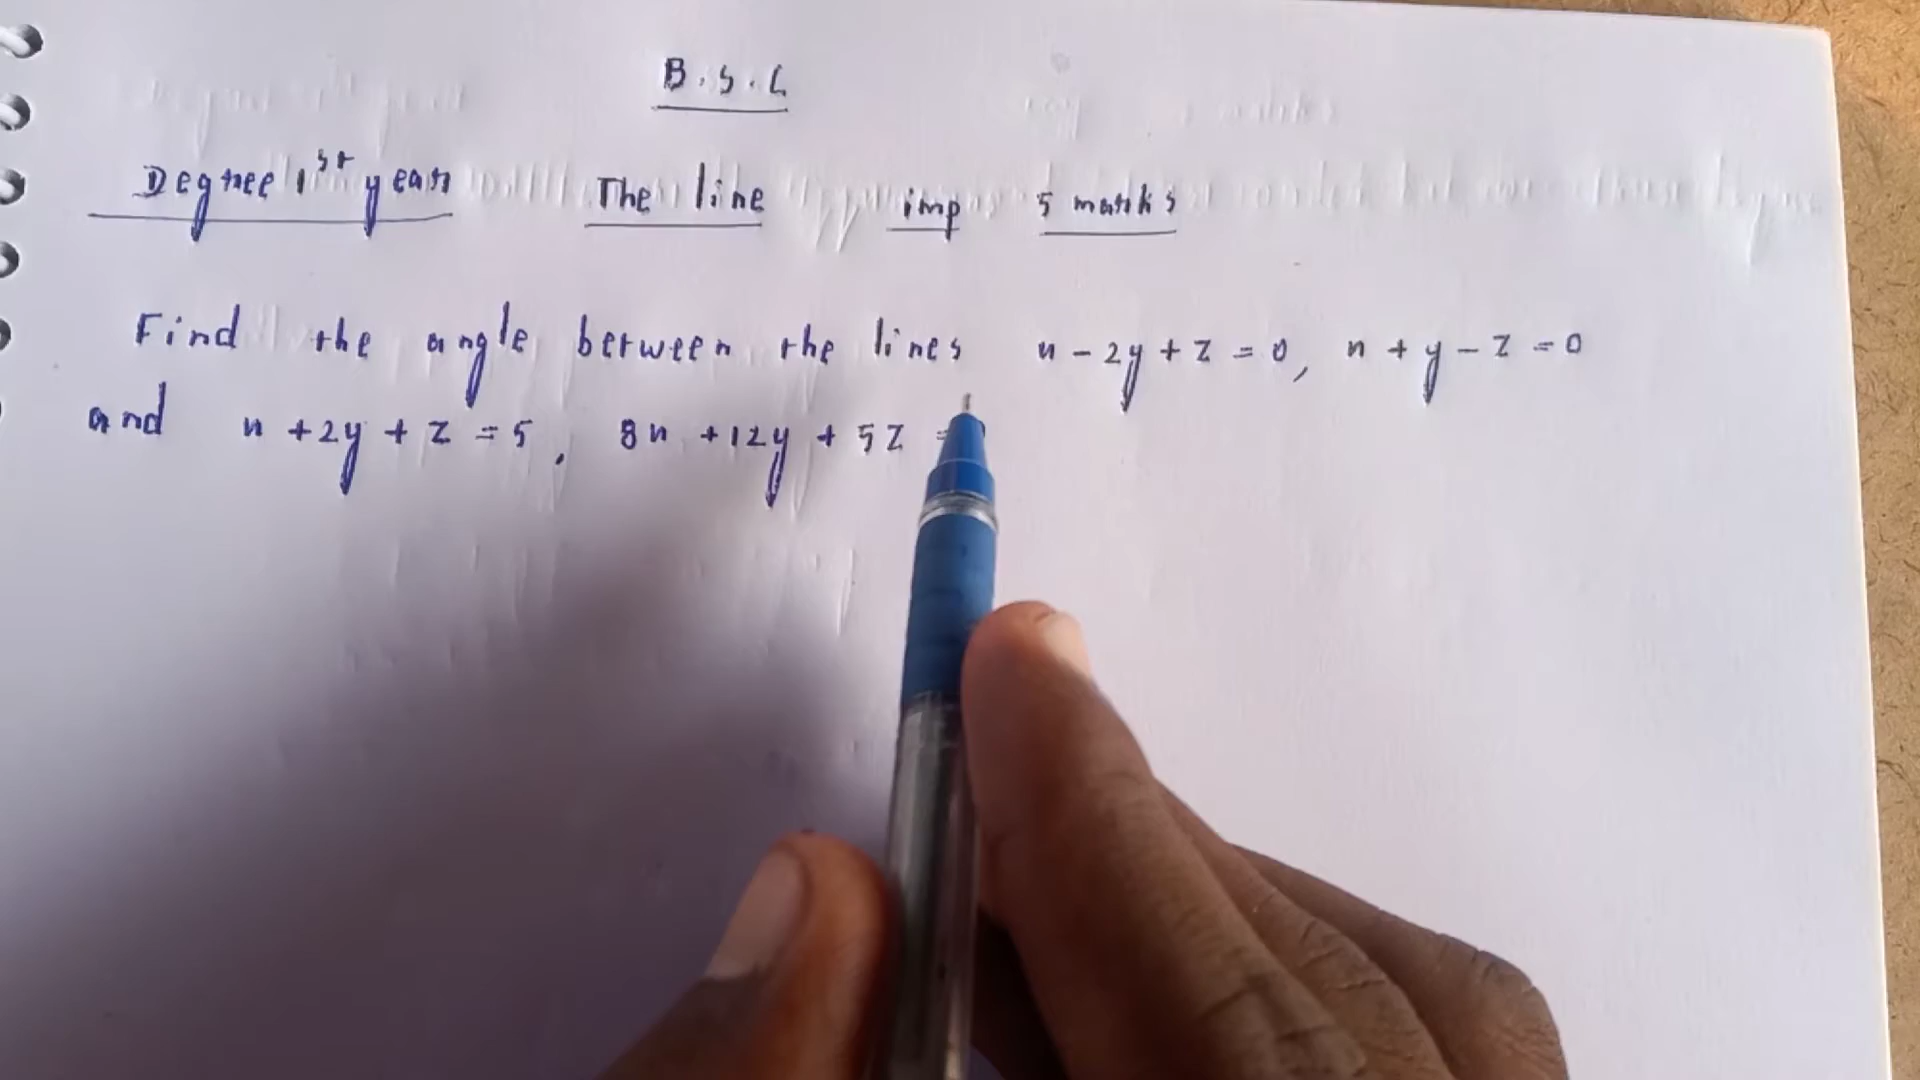 B.S.C
Degree 1st year The line imp 5 marks
Find the angle between the lines x - 2y + z = 0, x + y - z = 0
and x + 2y + z = 5, 8x + 12y + 5z =